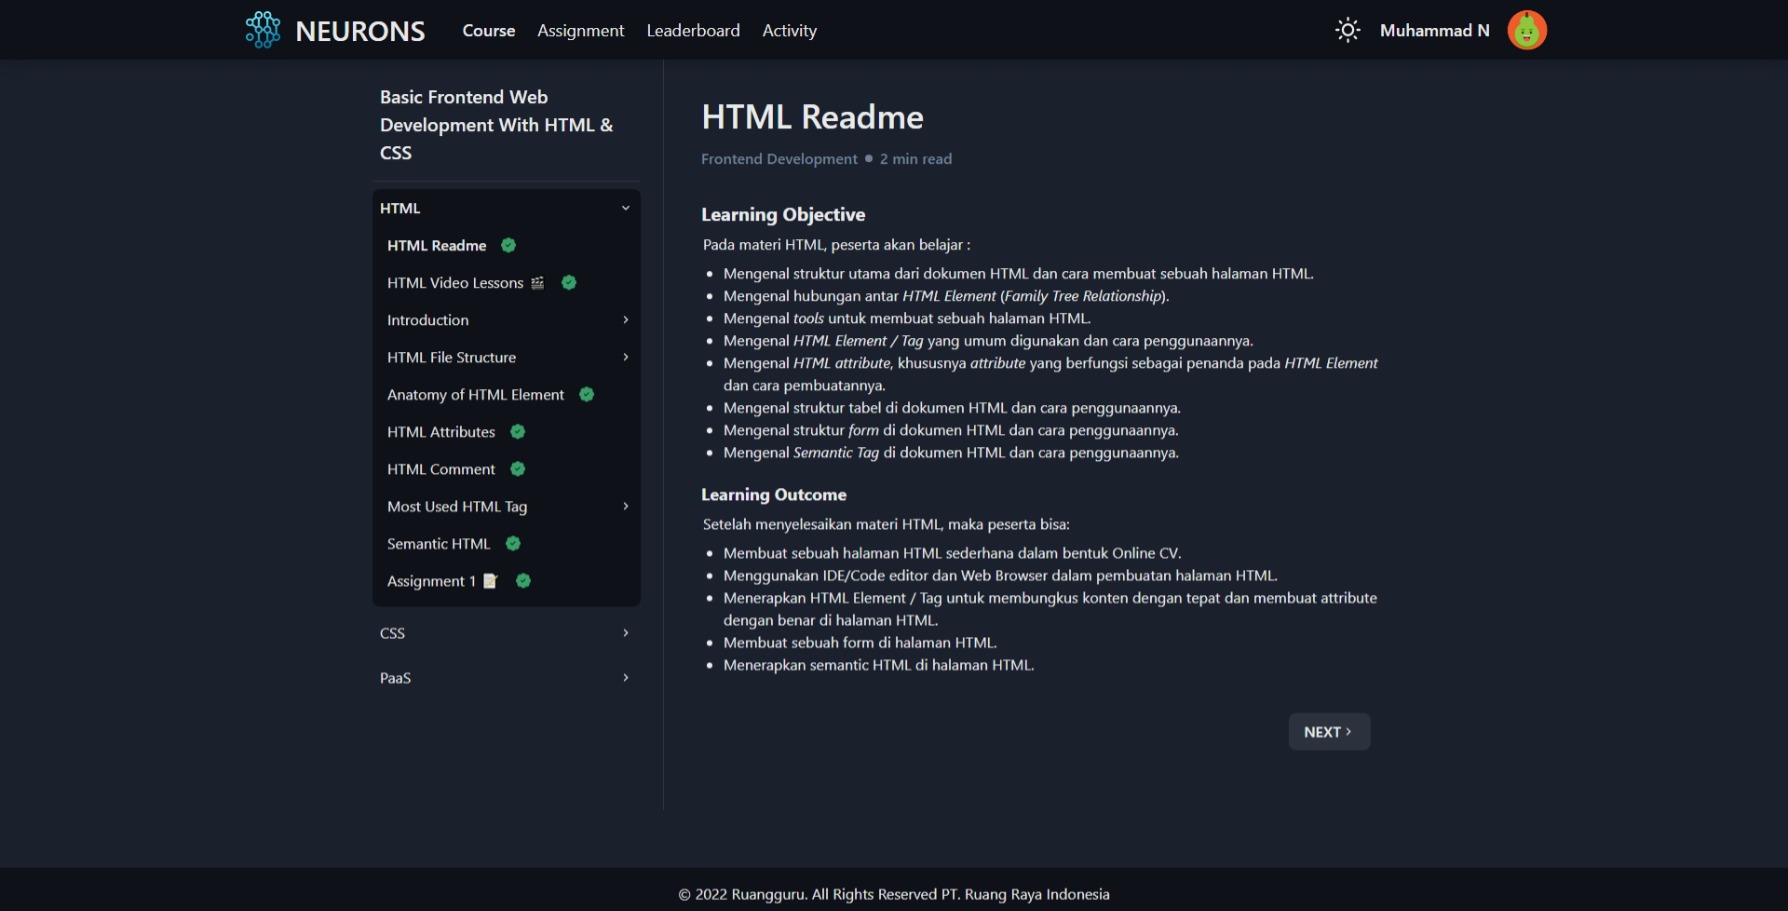 NEURONS
Course
Assignment
Leaderboard
Activity
Muhammad N
Basic Frontend Web
Development With HTML &
CSS
HTML
HTML Readme
HTML Video Lessons
Introduction
HTML File Structure
Anatomy of HTML Element
HTML Attributes
HTML Comment
Most Used HTML Tag
Semantic HTML
Assignment 1
CSS
PaaS
HTML Readme
Frontend Development ● 2 min read
Learning Objective
Pada materi HTML, peserta akan belajar :
• Mengenal struktur utama dari dokumen HTML dan cara membuat sebuah halaman HTML.
• Mengenal hubungan antar HTML Element (Family Tree Relationship).
• Mengenal tools untuk membuat sebuah halaman HTML.
• Mengenal HTML Element / Tag yang umum digunakan dan cara penggunaannya.
• Mengenal HTML attribute, khususnya attribute yang berfungsi sebagai penanda pada HTML Element
dan cara pembuatannya.
• Mengenal struktur tabel di dokumen HTML dan cara penggunaannya.
• Mengenal struktur form di dokumen HTML dan cara penggunaannya.
• Mengenal Semantic Tag di dokumen HTML dan cara penggunaannya.
Learning Outcome
Setelah menyelesaikan materi HTML, maka peserta bisa:
• Membuat sebuah halaman HTML sederhana dalam bentuk Online CV.
• Menggunakan IDE/Code editor dan Web Browser dalam pembuatan halaman HTML.
• Menerapkan HTML Element / Tag untuk membungkus konten dengan tepat dan membuat attribute
dengan benar di halaman HTML.
• Membuat sebuah form di halaman HTML.
• Menerapkan semantic HTML di halaman HTML.
NEXT ›
© 2022 Ruangguru. All Rights Reserved PT. Ruang Raya Indonesia